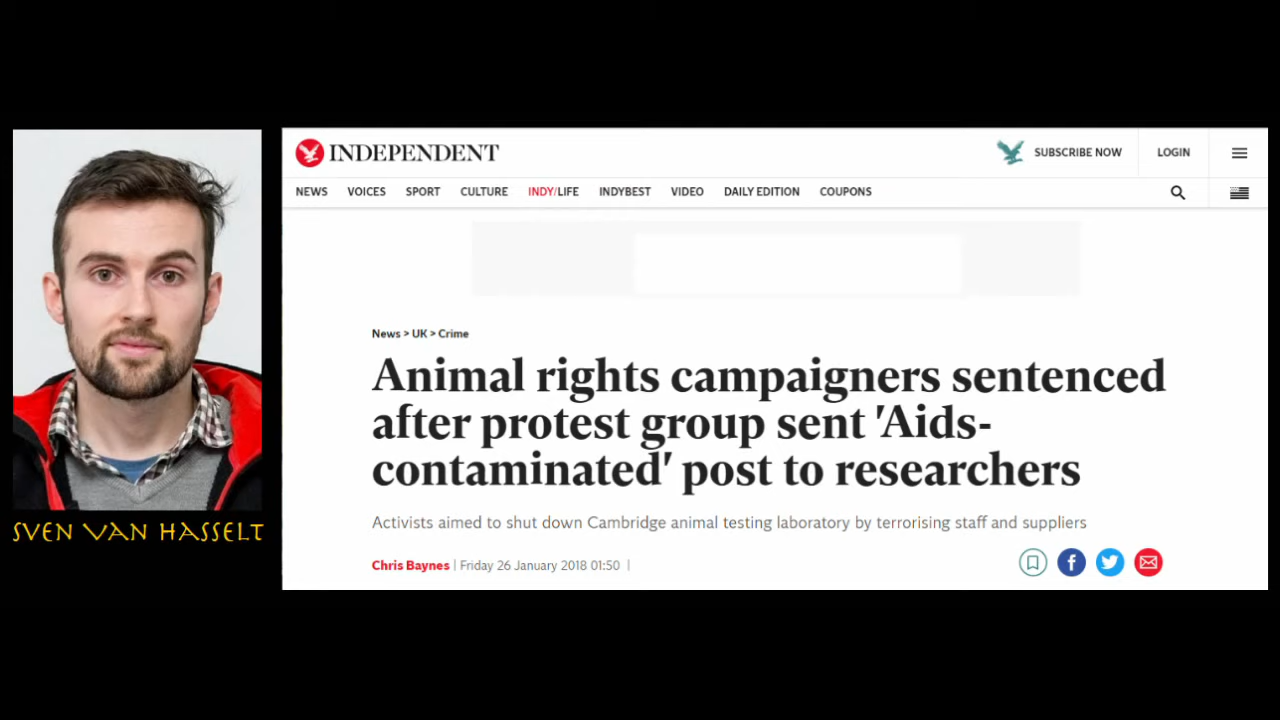 INDEPENDENT
SUBSCRIBE NOW
LOGIN
NEWS VOICES SPORT CULTURE INDY/LIFE INDYBEST VIDEO DAILY EDITION COUPONS
News > UK > Crime
Animal rights campaigners sentenced
after protest group sent 'Aids-
contaminated' post to researchers
Activists aimed to shut down Cambridge animal testing laboratory by terrorising staff and suppliers
Chris Baynes | Friday 26 January 2018 01:50 |
SVEN VAN HASSELT